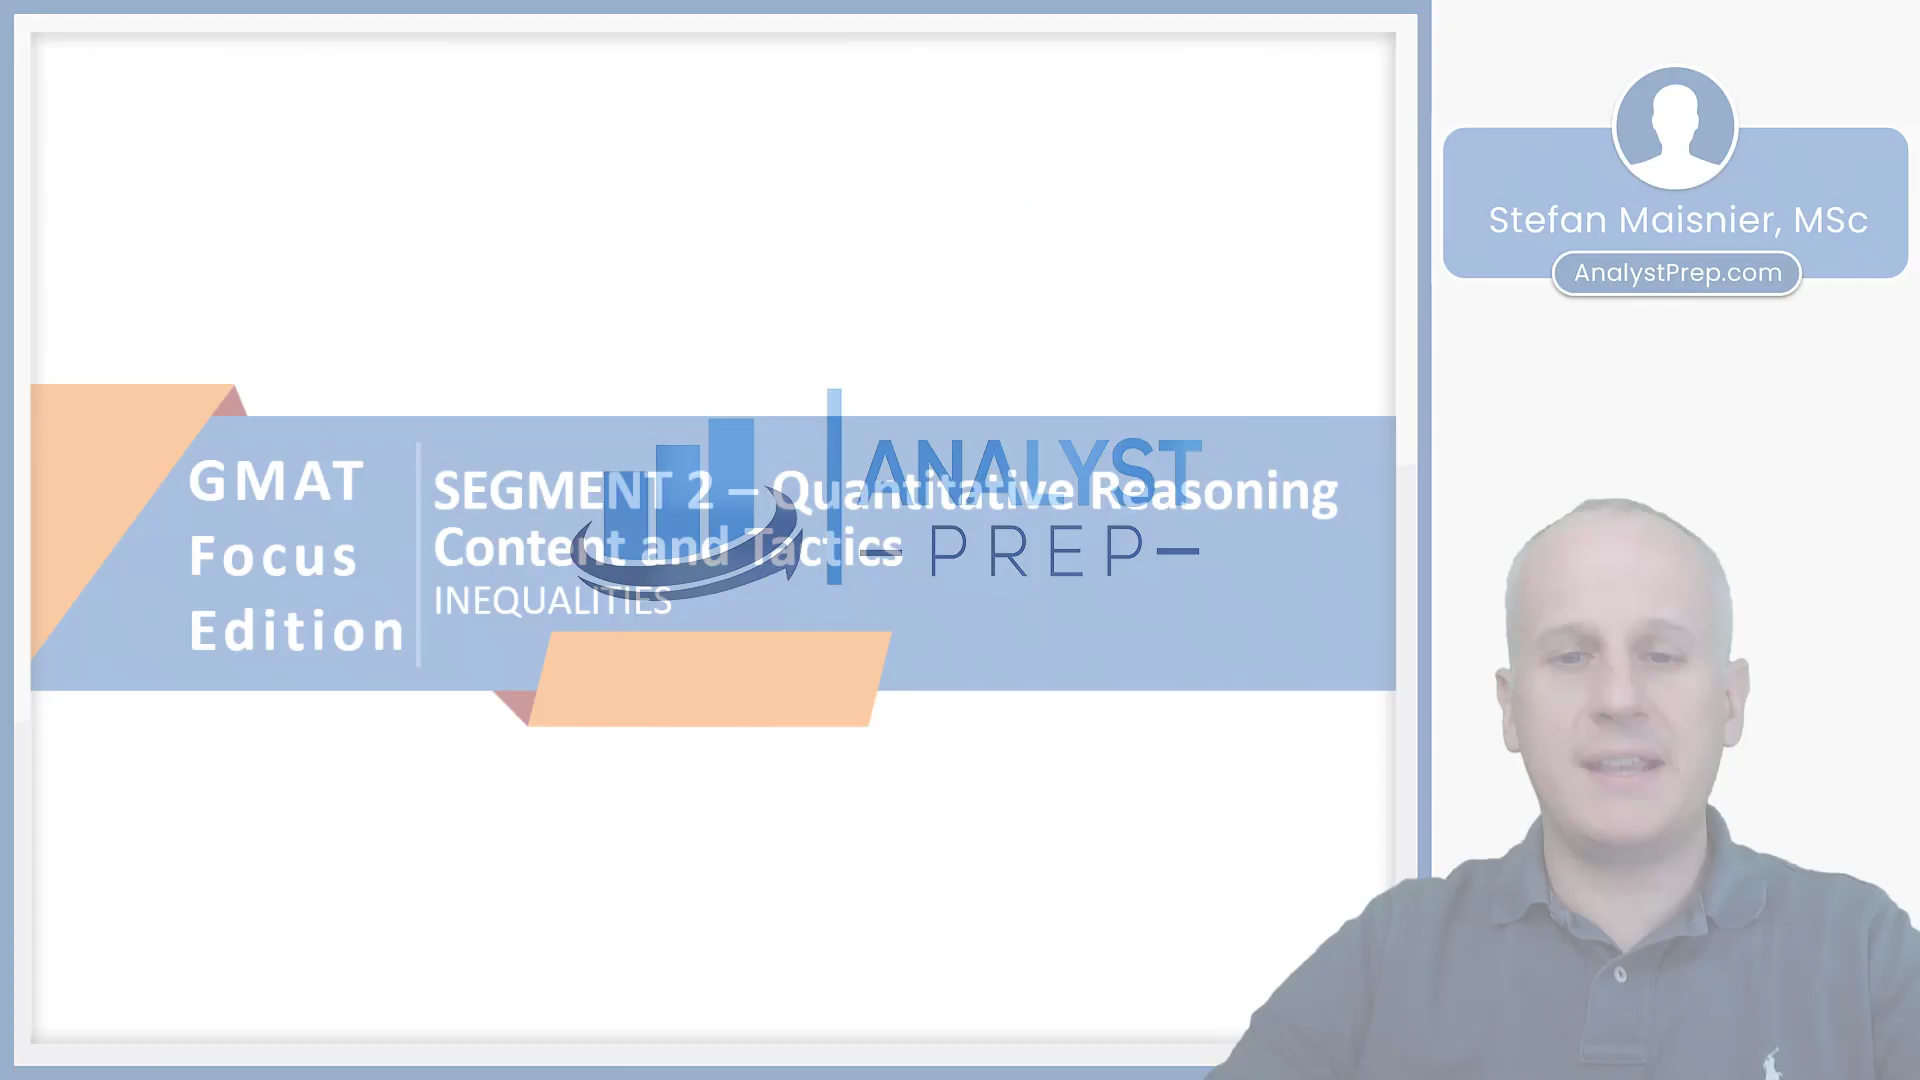 GMAT
Focus
Edition
SEGMENT 2 – Quantitative Reasoning
Content and Tactics
INEQUALITIES
ANALYST
– PREP –
Stefan Maisnier, MSc
AnalystPrep.com